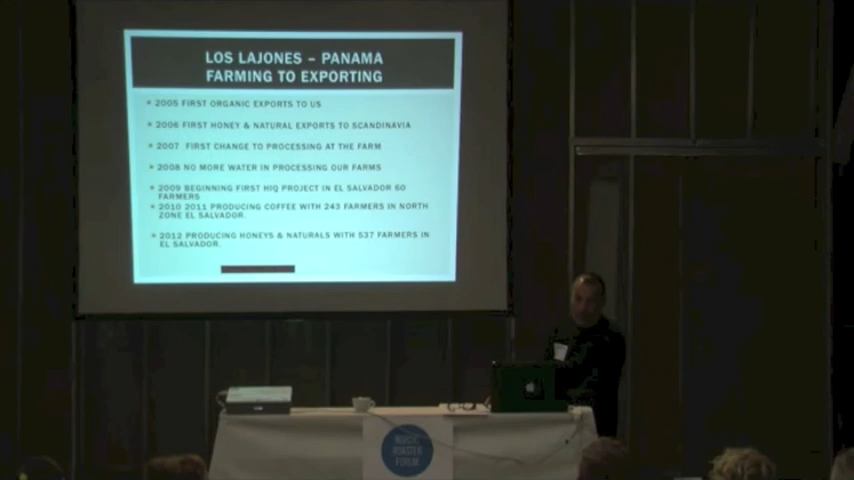 LOS LAJONES – PANAMA
FARMING TO EXPORTING
2005 FIRST ORGANIC EXPORTS TO US
2006 FIRST HONEY & NATURAL EXPORTS TO SCANDINAVIA
2007 FIRST CHANGE TO PROCESSING AT THE FARM
2008 NO MORE WATER IN PROCESSING OUR FARMS
2009 BEGINNING FIRST HIQ PROJECT IN EL SALVADOR 60
FARMERS
2010 2011 PRODUCING COFFEE WITH 243 FARMERS IN NORTH
ZONE EL SALVADOR.
2012 PRODUCING HONEYS & NATURALS WITH 537 FARMERS IN
EL SALVADOR.
NORDIC
ROASTER
FORUM